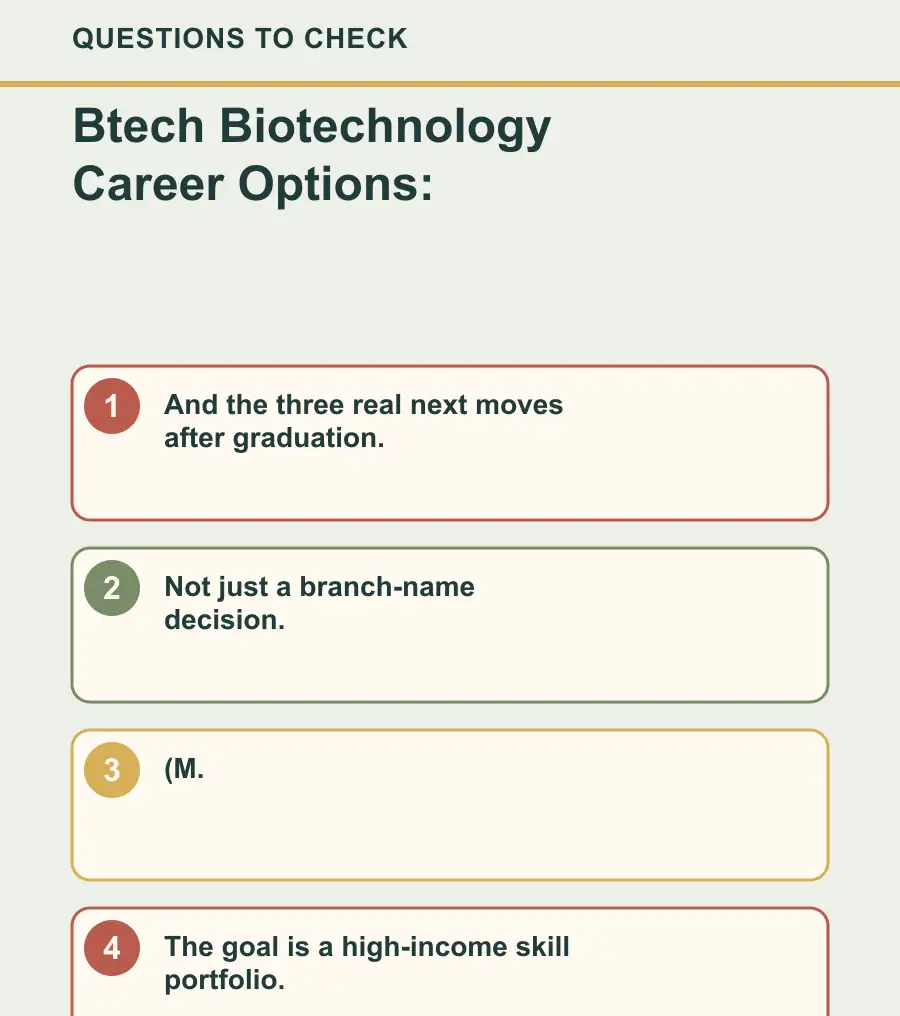 QUESTIONS TO CHECK
Btech Biotechnology
Career Options:
1
And the three real next moves
after graduation.
2
Not just a branch-name
decision.
3
(M.
4
The goal is a high-income skill
portfolio.